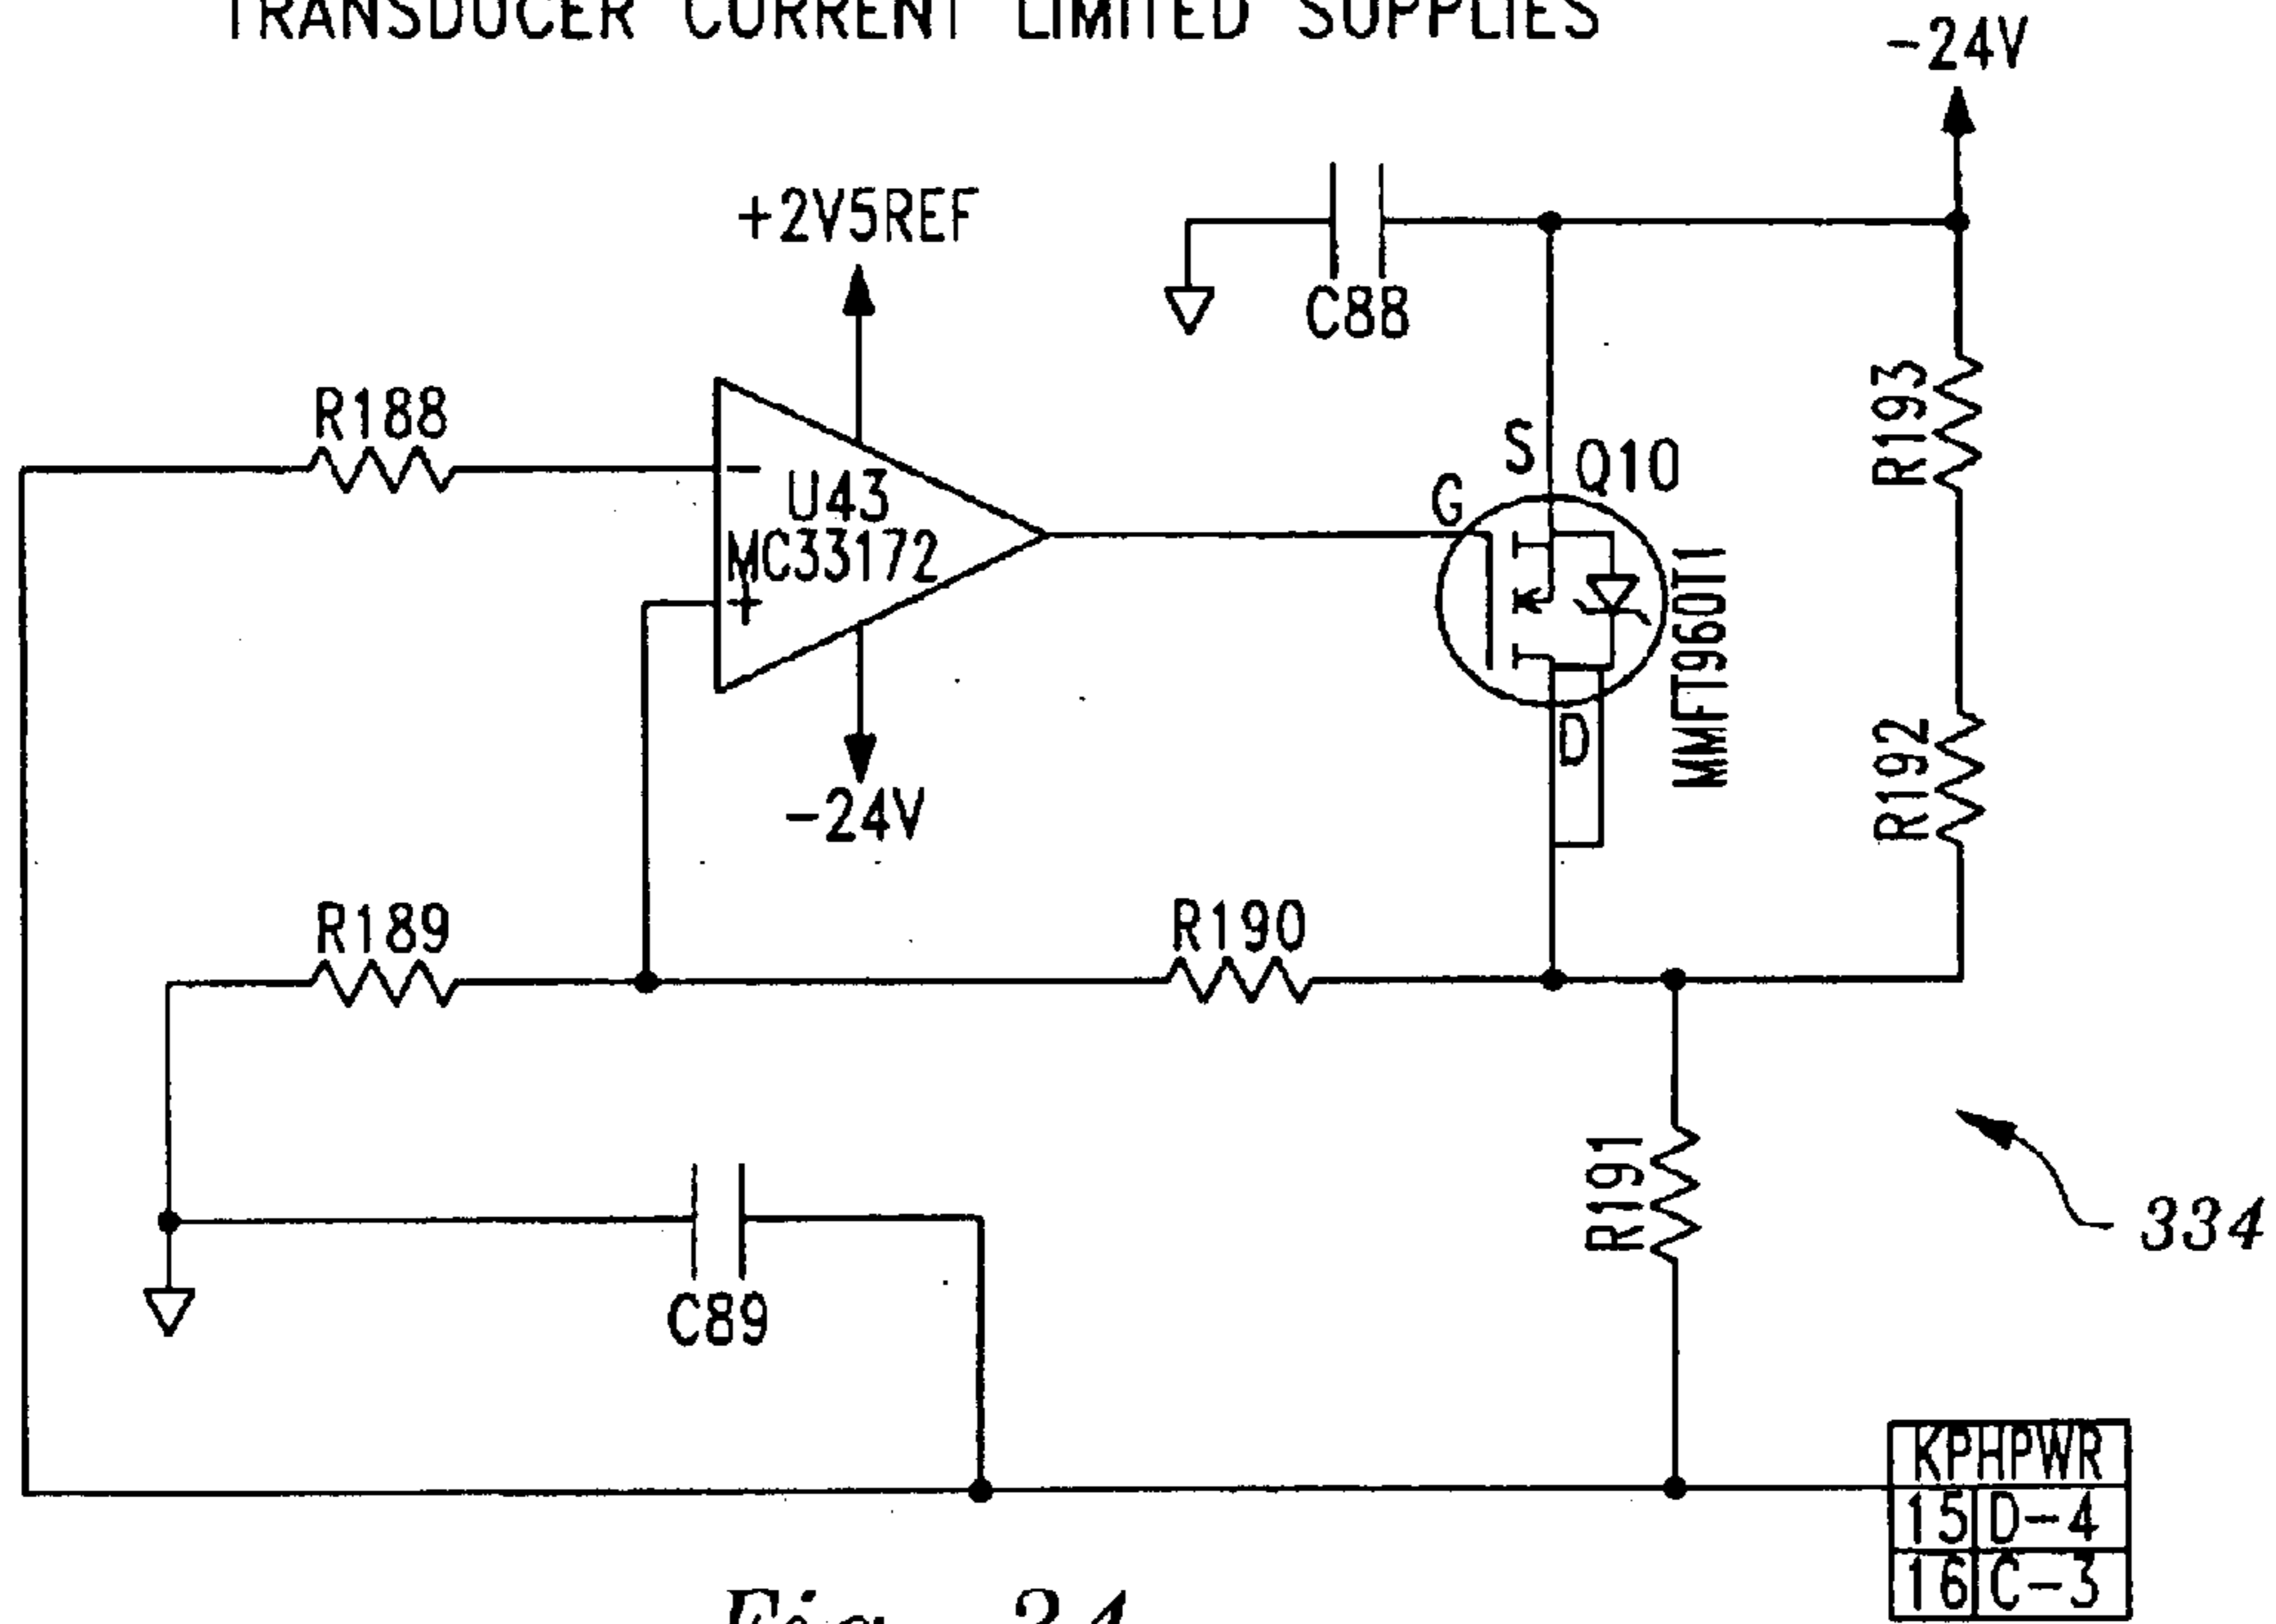 TRANSDUCER CURRENT LIMITED SUPPLIES
-24V
+2V5REF
C88
R188
R193
S
Q10
G
-
U43
MC33172
+
MMFT960T1
D
R192
-24V
R189
R190
R191
334
C89
KPHPWR
15 D-4
16 C-3